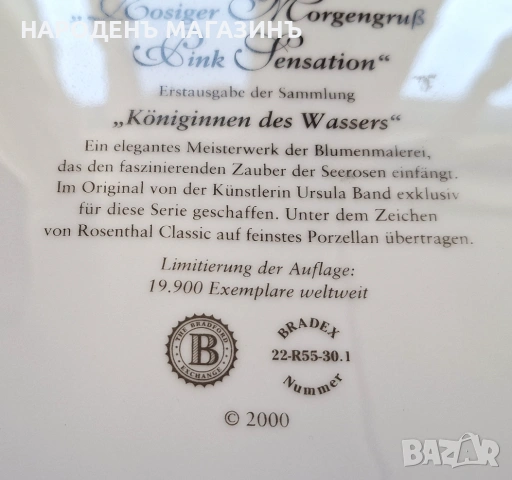 НАРОДЕНЪ МАГАЗИНЪ
„Rosiger Morgengruß
Pink Sensation“
Erstausgabe der Sammlung
„Königinnen des Wassers“
Ein elegantes Meisterwerk der Blumenmalerei,
das den faszinierenden Zauber der Seerosen einfängt.
Im Original von der Künstlerin Ursula Band exklusiv
für diese Serie geschaffen. Unter dem Zeichen
von Rosenthal Classic auf feinstes Porzellan übertragen.
Limitierung der Auflage:
19.900 Exemplare weltweit
THE BRADFORD
B
EXCHANGE
BRADEX
22-R55-30.1
Nummer
© 2000
BAZAR